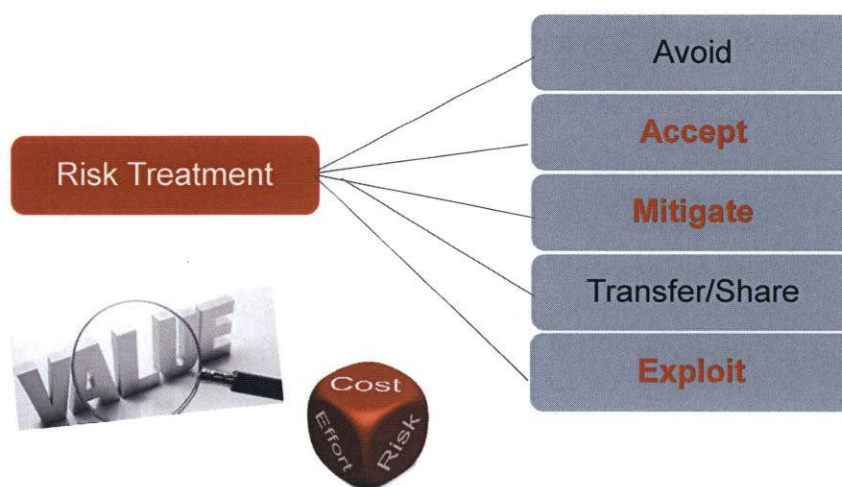 Risk Treatment
Avoid
Accept
Mitigate
Transfer/Share
Exploit
VALUE
Cost
Effort
Risk